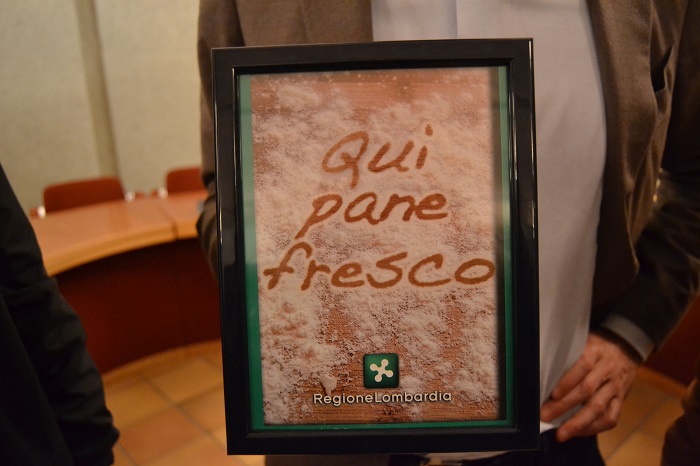 Qui
pane
fresco
RegioneLombardia